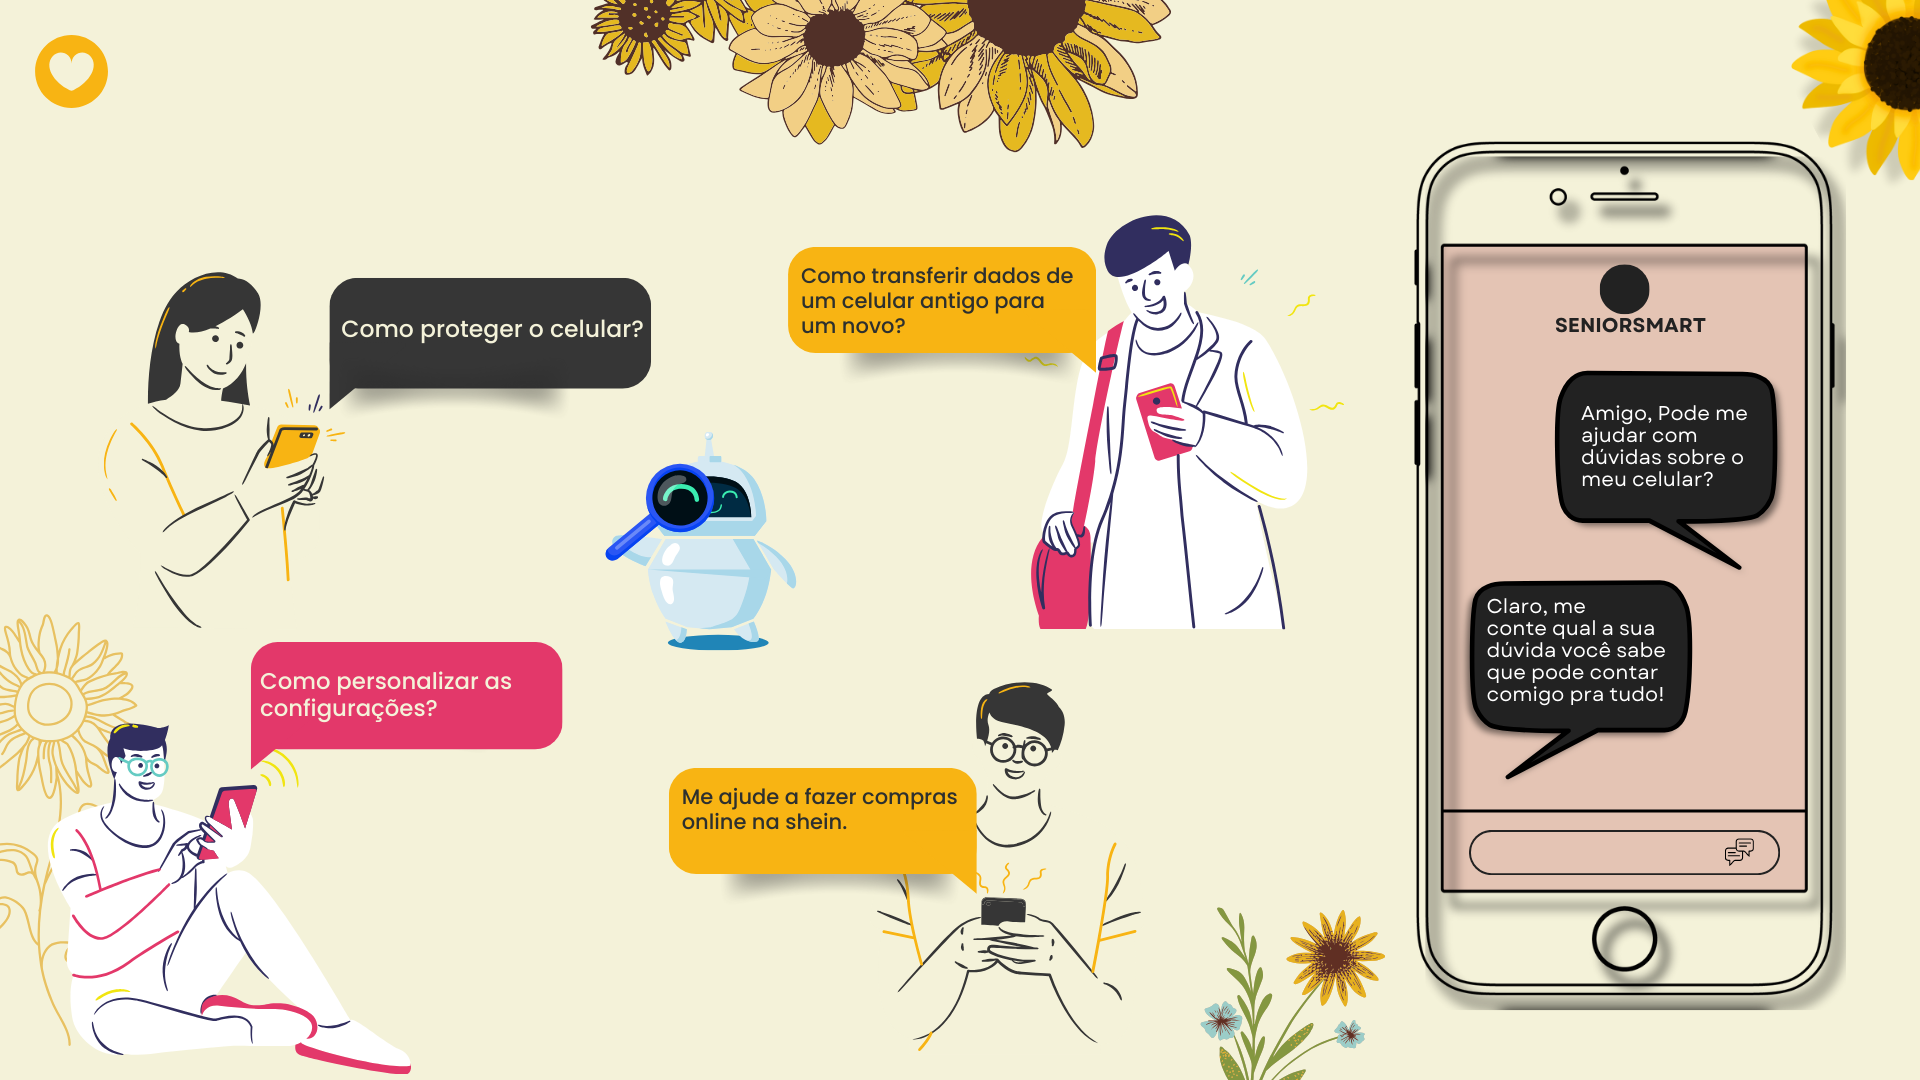 Como proteger o celular?
Como transferir dados de
um celular antigo para
um novo?
Como personalizar as
configurações?
Me ajude a fazer compras
online na shein.
SENIORSMART
Amigo, Pode me
ajudar com
dúvidas sobre o
meu celular?
Claro, me
conte qual a sua
dúvida você sabe
que pode contar
comigo pra tudo!